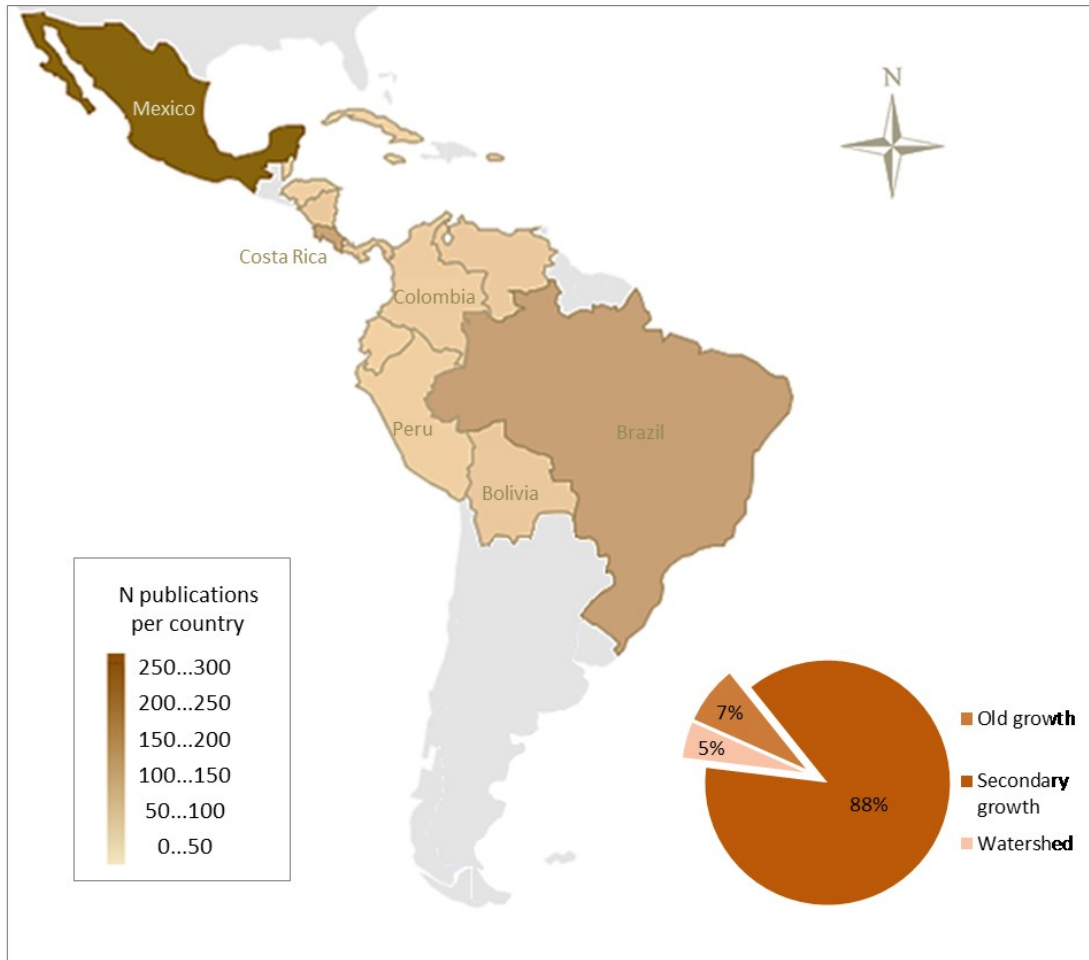 N
Mexico
Costa Rica
Colombia
Peru
Brazil
Bolivia
N publications
per country
250...300
200...250
150...200
100...150
50...100
0...50
7%
5%
88%
Old growth
Secondary
growth
Watershed